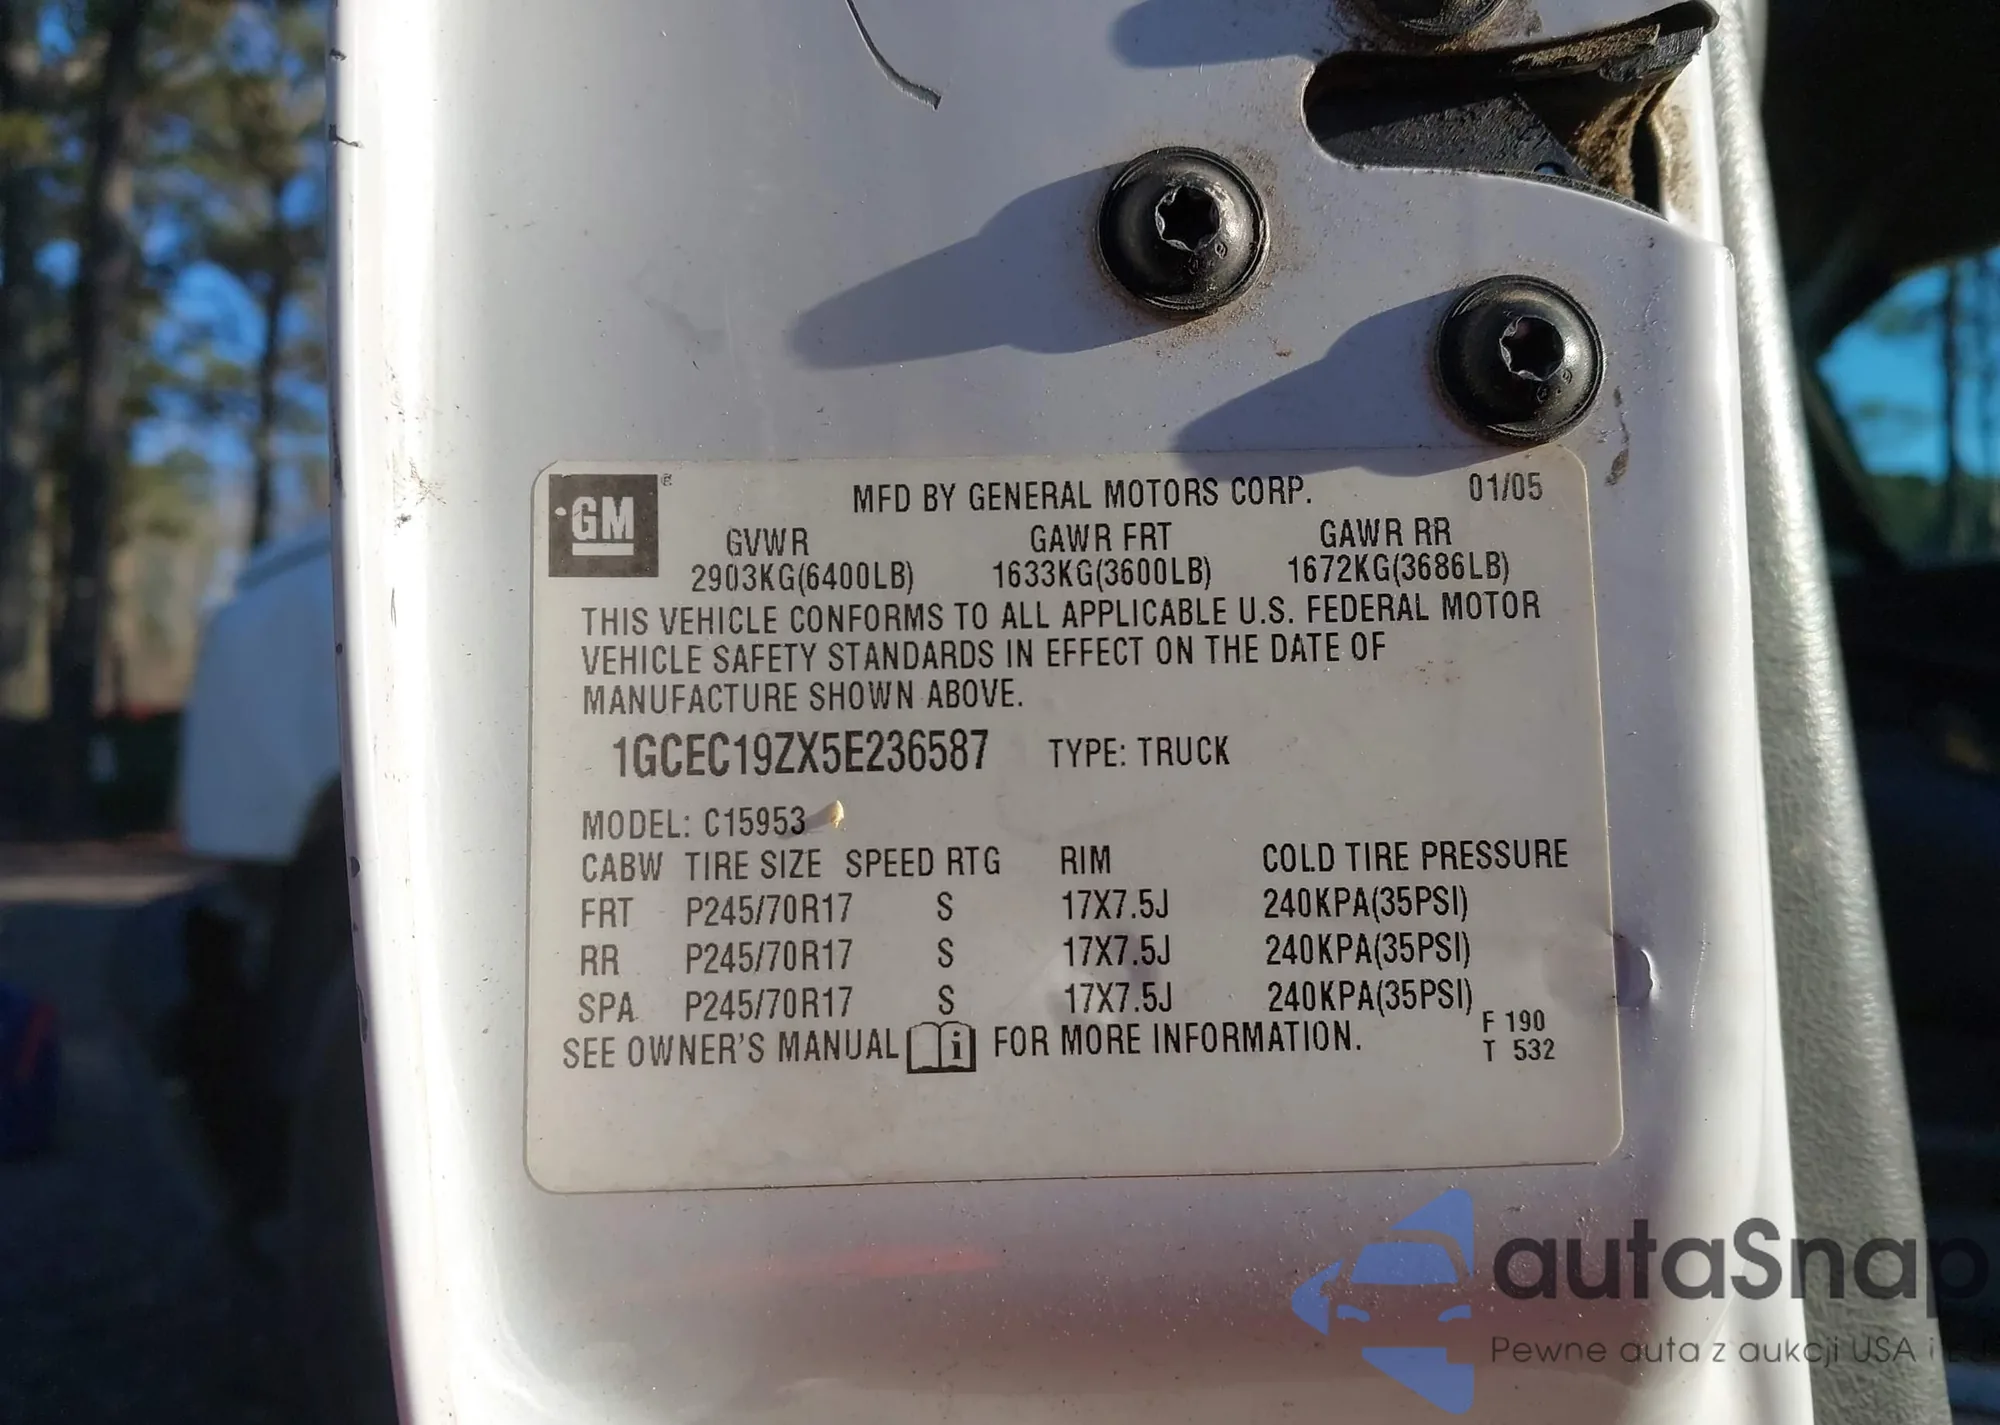 GM ® MFD BY GENERAL MOTORS CORP. 01/05
GVWR GAWR FRT GAWR RR
2903KG(6400LB) 1633KG(3600LB) 1672KG(3686LB)
THIS VEHICLE CONFORMS TO ALL APPLICABLE U.S. FEDERAL MOTOR
VEHICLE SAFETY STANDARDS IN EFFECT ON THE DATE OF
MANUFACTURE SHOWN ABOVE.
1GCEC19ZX5E236587 TYPE: TRUCK
MODEL: C15953
CABW TIRE SIZE SPEED RTG RIM COLD TIRE PRESSURE
FRT P245/70R17 S 17X7.5J 240KPA(35PSI)
RR P245/70R17 S 17X7.5J 240KPA(35PSI)
SPA P245/70R17 S 17X7.5J 240KPA(35PSI)
SEE OWNER'S MANUAL i FOR MORE INFORMATION.
F 190
T 532
autaSnap
Pewne auta z aukcji USA i